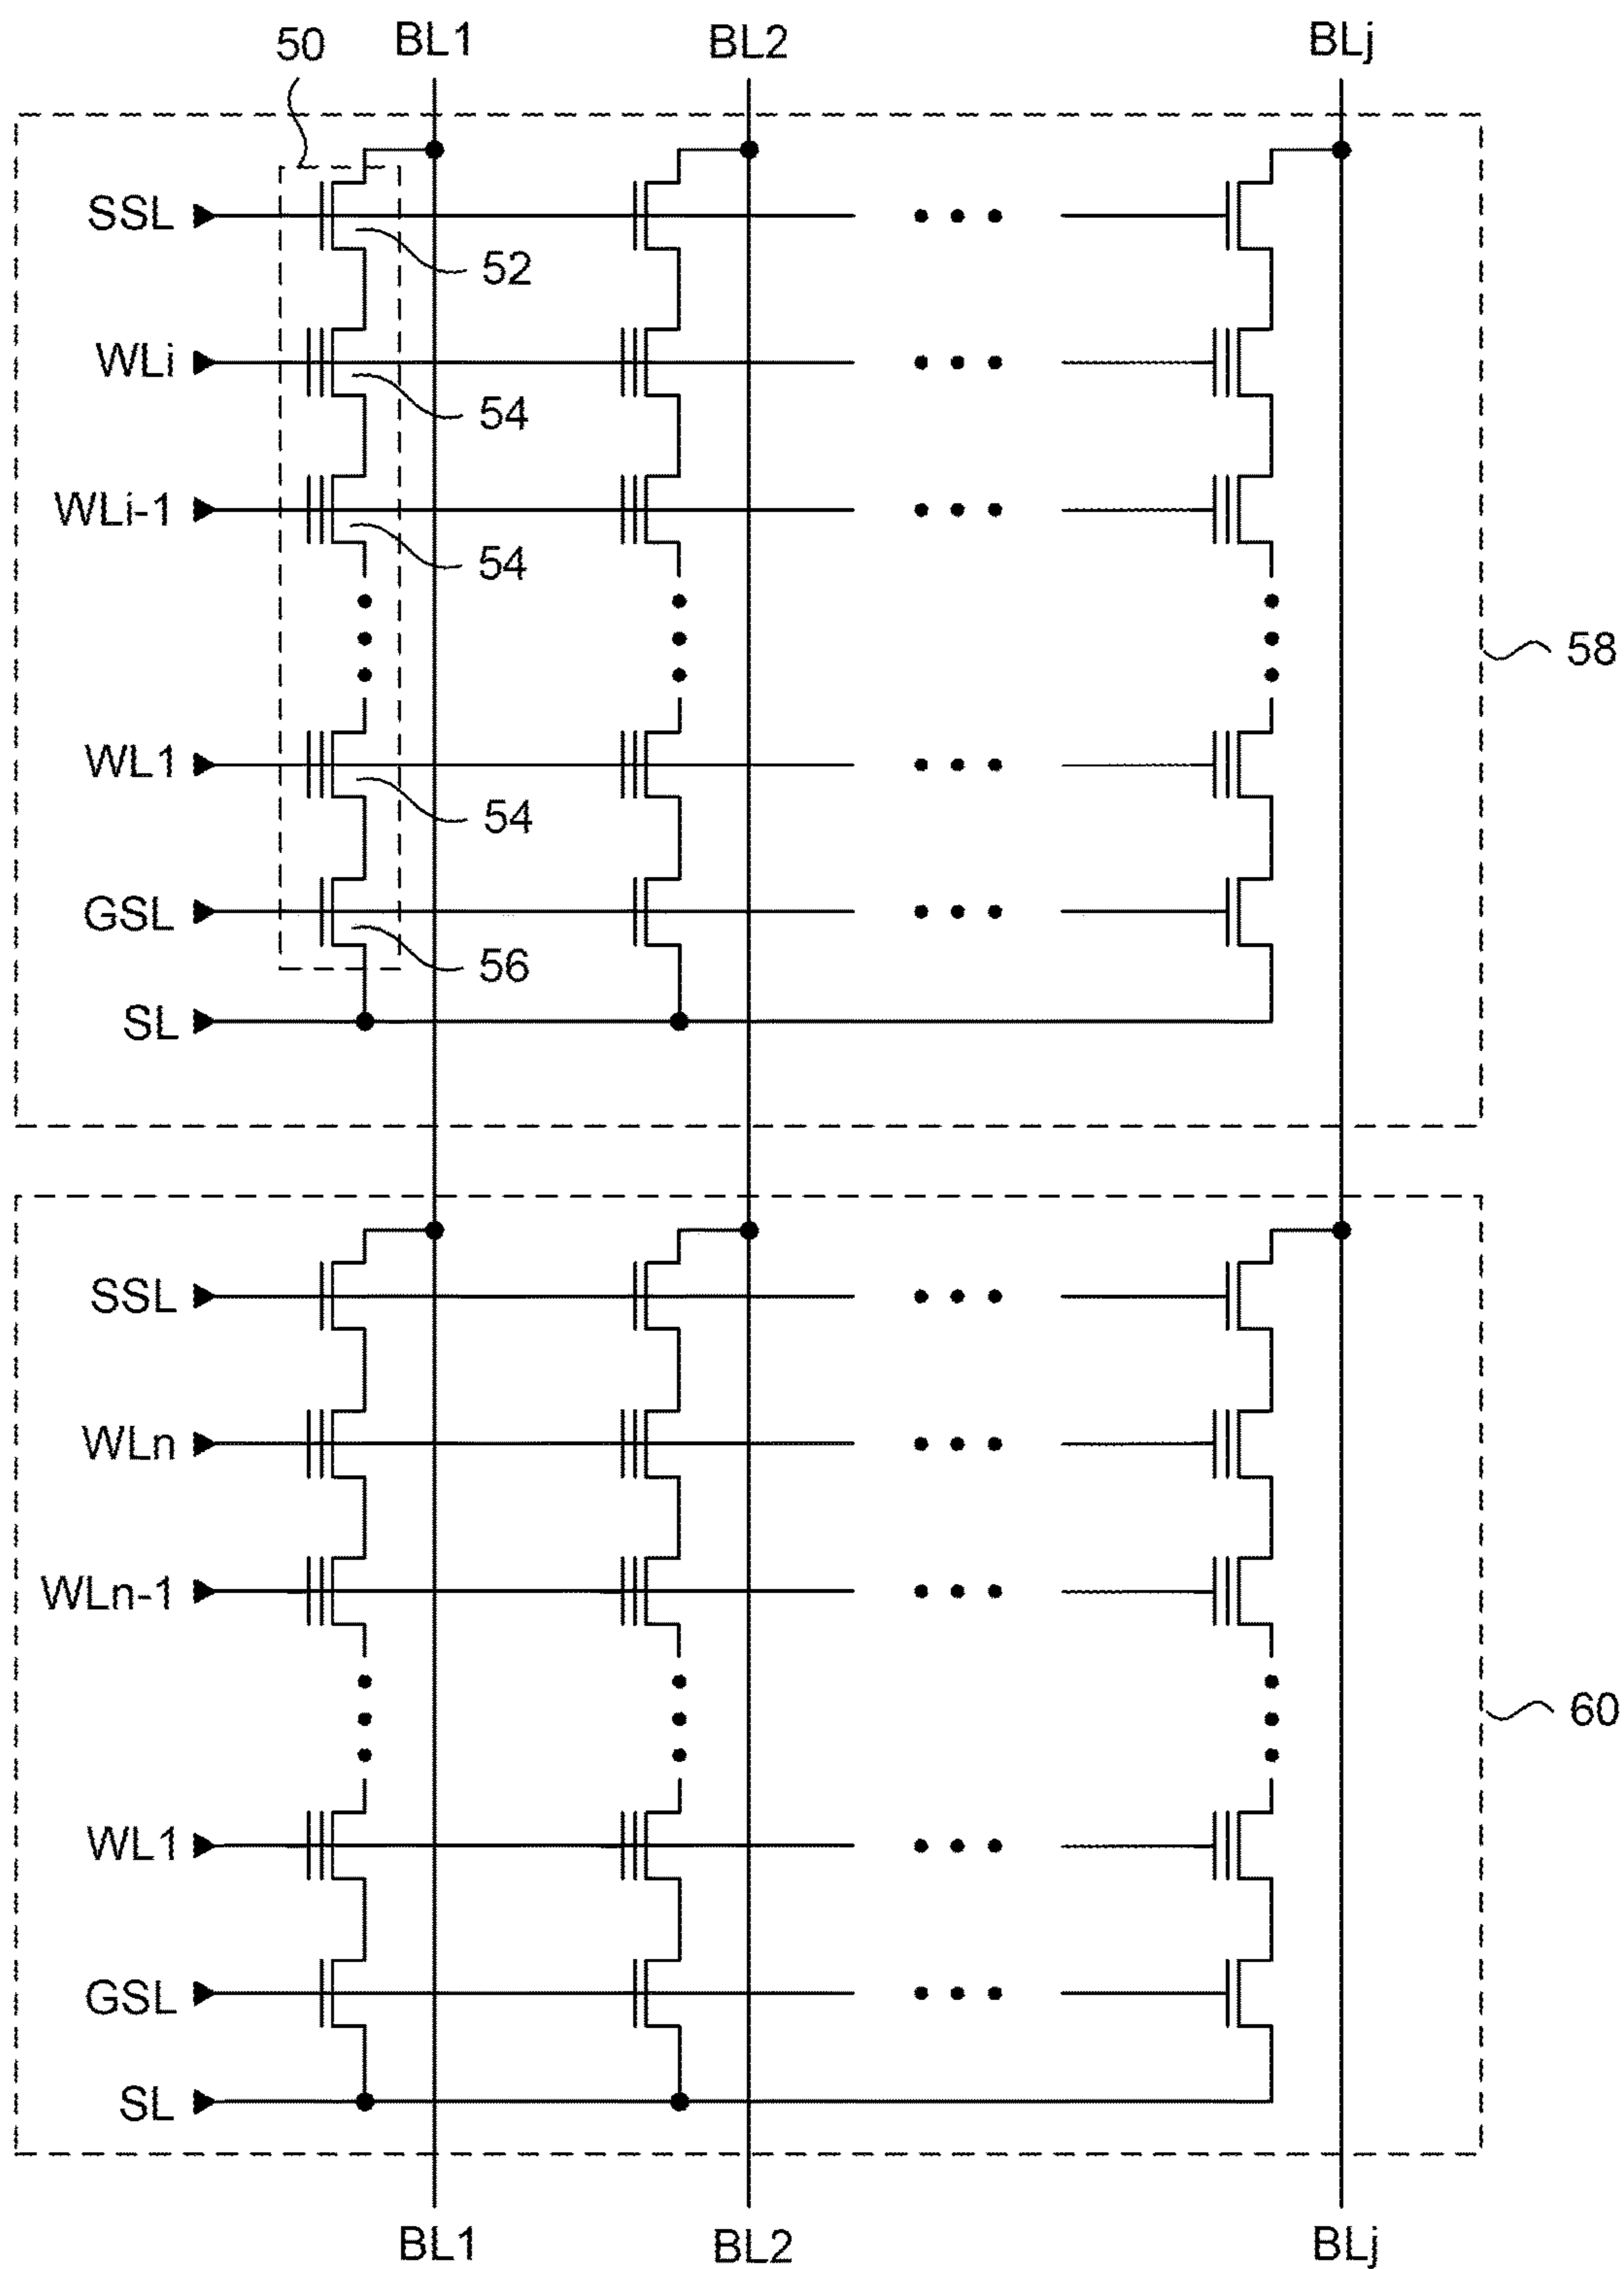 50 BL1 BL2 BLj
SSL
52
WLi
54
WLi-1
54
58
WL1
54
GSL
56
SL
SSL
WLn
WLn-1
60
WL1
GSL
SL
BL1 BL2 BLj